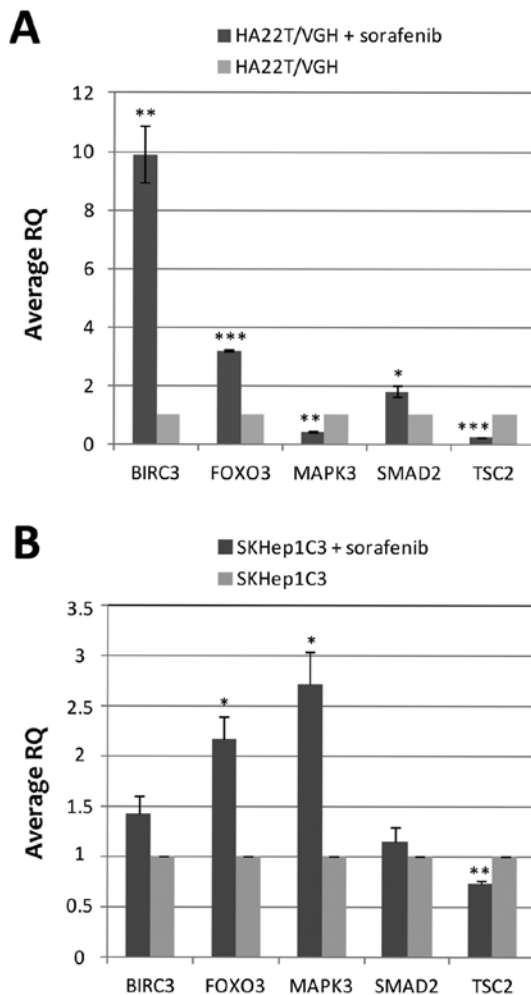 A
HA22T/VGH + sorafenib
HA22T/VGH
Average RQ
12
10
8
6
4
2
0
**
***
**
*
***
BIRC3 FOXO3 MAPK3 SMAD2 TSC2
B
SKHep1C3 + sorafenib
SKHep1C3
Average RQ
3.5
3
2.5
2
1.5
1
0.5
0
*
*
**
BIRC3 FOXO3 MAPK3 SMAD2 TSC2